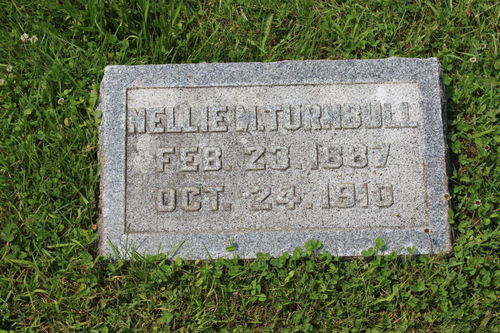 NELLIE M. TURNBULL
FEB. 23. 1887
OCT. 24. 1910